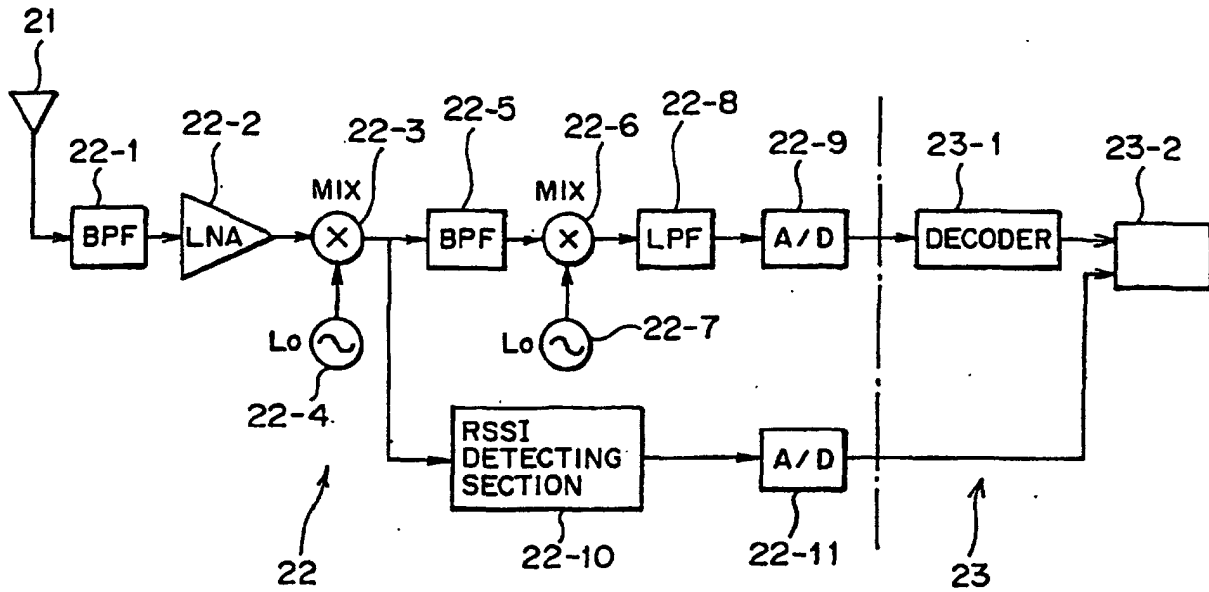 21
22-1
22-2
22-3
22-5
22-6
22-8
22-9
23-1
23-2
MIX
MIX
BPF
LNA
BPF
LPF
A/D
DECODER
Lo
22-4
Lo
22-7
RSSI
DETECTING
SECTION
A/D
22
22-10
22-11
23